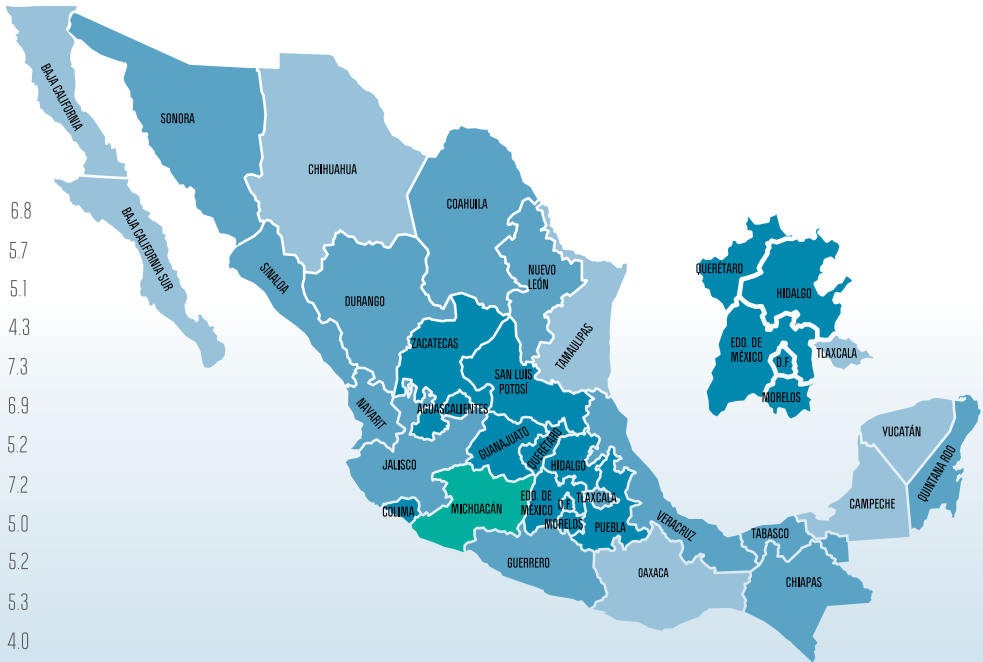 BAJA CALIFORNIA
SONORA
CHIHUAHUA
COAHUILA
BAJA CALIFORNIA SUR
SINALOA
DURANGO
NUEVO
LEÓN
TAMAULIPAS
ZACATECAS
SAN LUIS
POTOSÍ
NAYARIT
AGUASCALIENTES
GUANAJUATO
QUERÉTARO
HIDALGO
JALISCO
COLIMA
MICHOACÁN
EDO. DE
MÉXICO
D.F.
TLAXCALA
MORELOS
PUEBLA
VERACRUZ
GUERRERO
OAXACA
TABASCO
CHIAPAS
CAMPECHE
YUCATÁN
QUINTANA ROO
QUERÉTARO
HIDALGO
EDO. DE
MÉXICO
D.F.
TLAXCALA
MORELOS
6.8
5.7
5.1
4.3
7.3
6.9
5.2
7.2
5.0
5.2
5.3
4.0